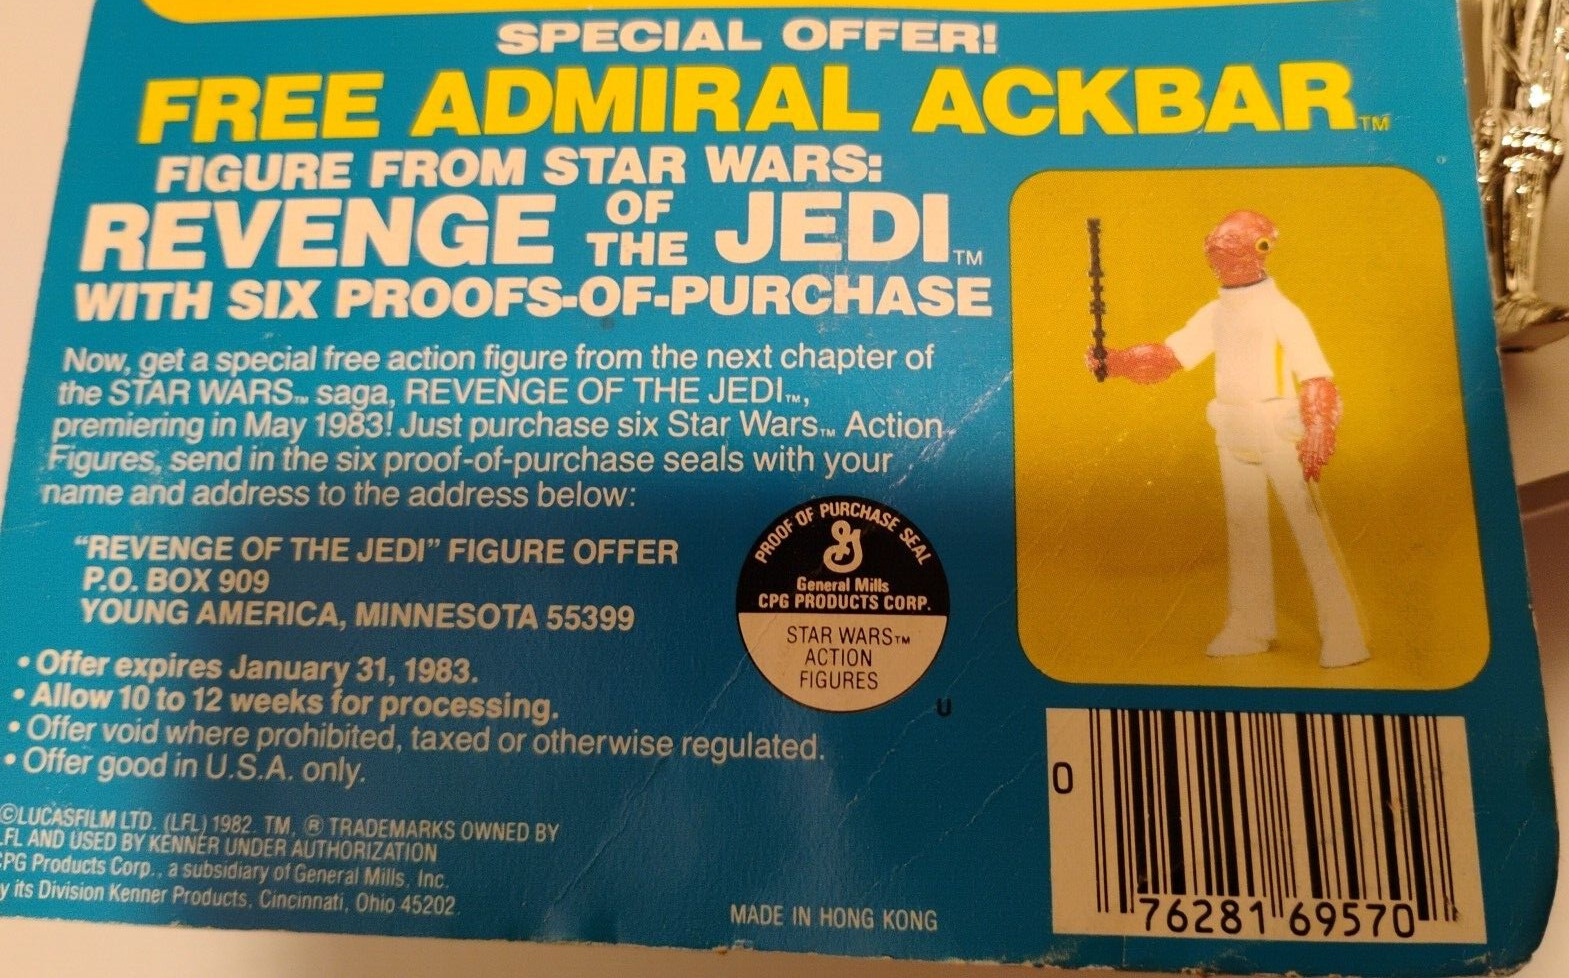 SPECIAL OFFER!
FREE ADMIRAL ACKBAR™
FIGURE FROM STAR WARS:
REVENGE OF THE JEDI™
WITH SIX PROOFS-OF-PURCHASE
Now, get a special free action figure from the next chapter of
the STAR WARS™ saga, REVENGE OF THE JEDI™,
premiering in May 1983! Just purchase six Star Wars™ Action
Figures, send in the six proof-of-purchase seals with your
name and address to the address below:
"REVENGE OF THE JEDI" FIGURE OFFER
P.O. BOX 909
YOUNG AMERICA, MINNESOTA 55399
• Offer expires January 31, 1983.
• Allow 10 to 12 weeks for processing.
• Offer void where prohibited, taxed or otherwise regulated.
• Offer good in U.S.A. only.
PROOF OF PURCHASE SEAL
General Mills
CPG PRODUCTS CORP.
STAR WARS™
ACTION
FIGURES
U
©LUCASFILM LTD. (LFL) 1982. TM, ® TRADEMARKS OWNED BY
LFL AND USED BY KENNER UNDER AUTHORIZATION
CPG Products Corp., a subsidiary of General Mills, Inc.
y its Division Kenner Products, Cincinnati, Ohio 45202.
MADE IN HONG KONG
0 76281 69570